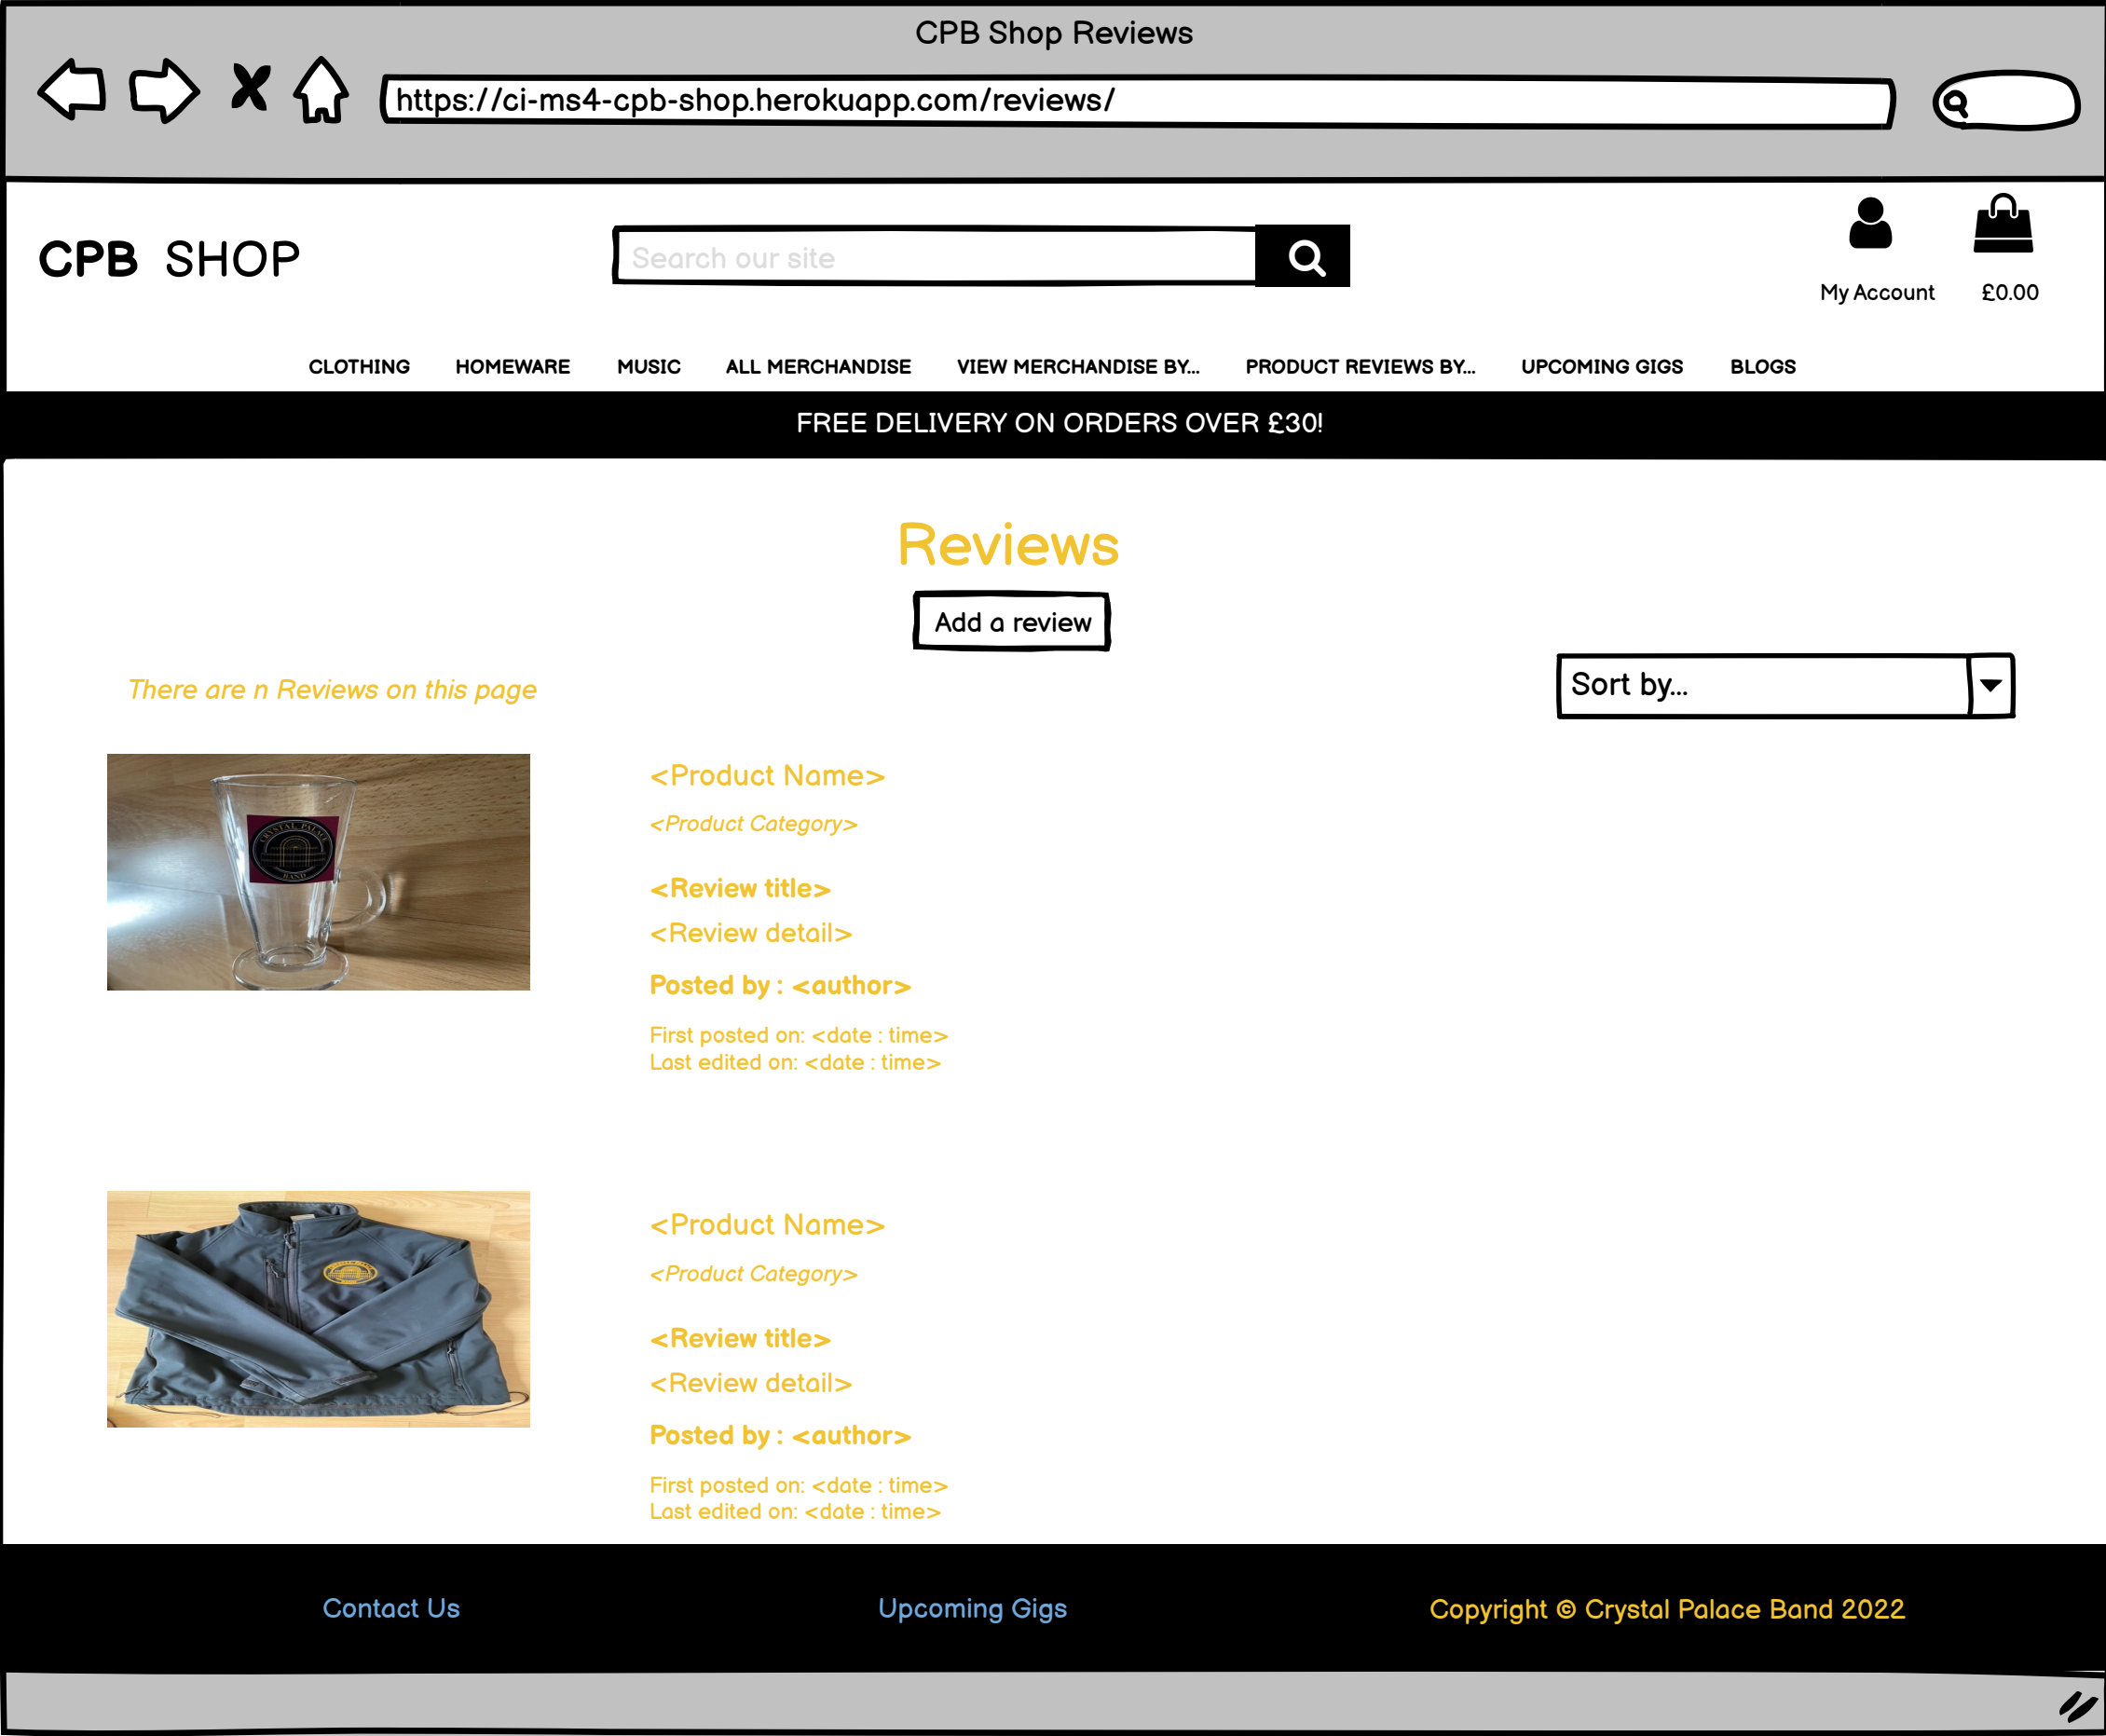 CPB Shop Reviews
https://ci-ms4-cpb-shop.herokuapp.com/reviews/
CPB SHOP
Search our site
My Account
£0.00
CLOTHING HOMEWARE MUSIC ALL MERCHANDISE VIEW MERCHANDISE BY... PRODUCT REVIEWS BY... UPCOMING GIGS BLOGS
FREE DELIVERY ON ORDERS OVER £30!
Reviews
Add a review
There are n Reviews on this page
Sort by...
CRYSTAL PALACE
BAND
<Product Name>
<Product Category>
<Review title>
<Review detail>
Posted by : <author>
First posted on: <date : time>
Last edited on: <date : time>
<Product Name>
<Product Category>
<Review title>
<Review detail>
Posted by : <author>
First posted on: <date : time>
Last edited on: <date : time>
Contact Us
Upcoming Gigs
Copyright © Crystal Palace Band 2022